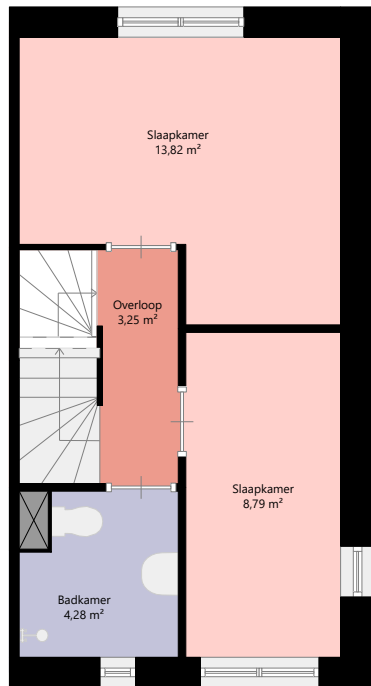 Slaapkamer
13,82 m²
Overloop
3,25 m²
Slaapkamer
8,79 m²
Badkamer
4,28 m²